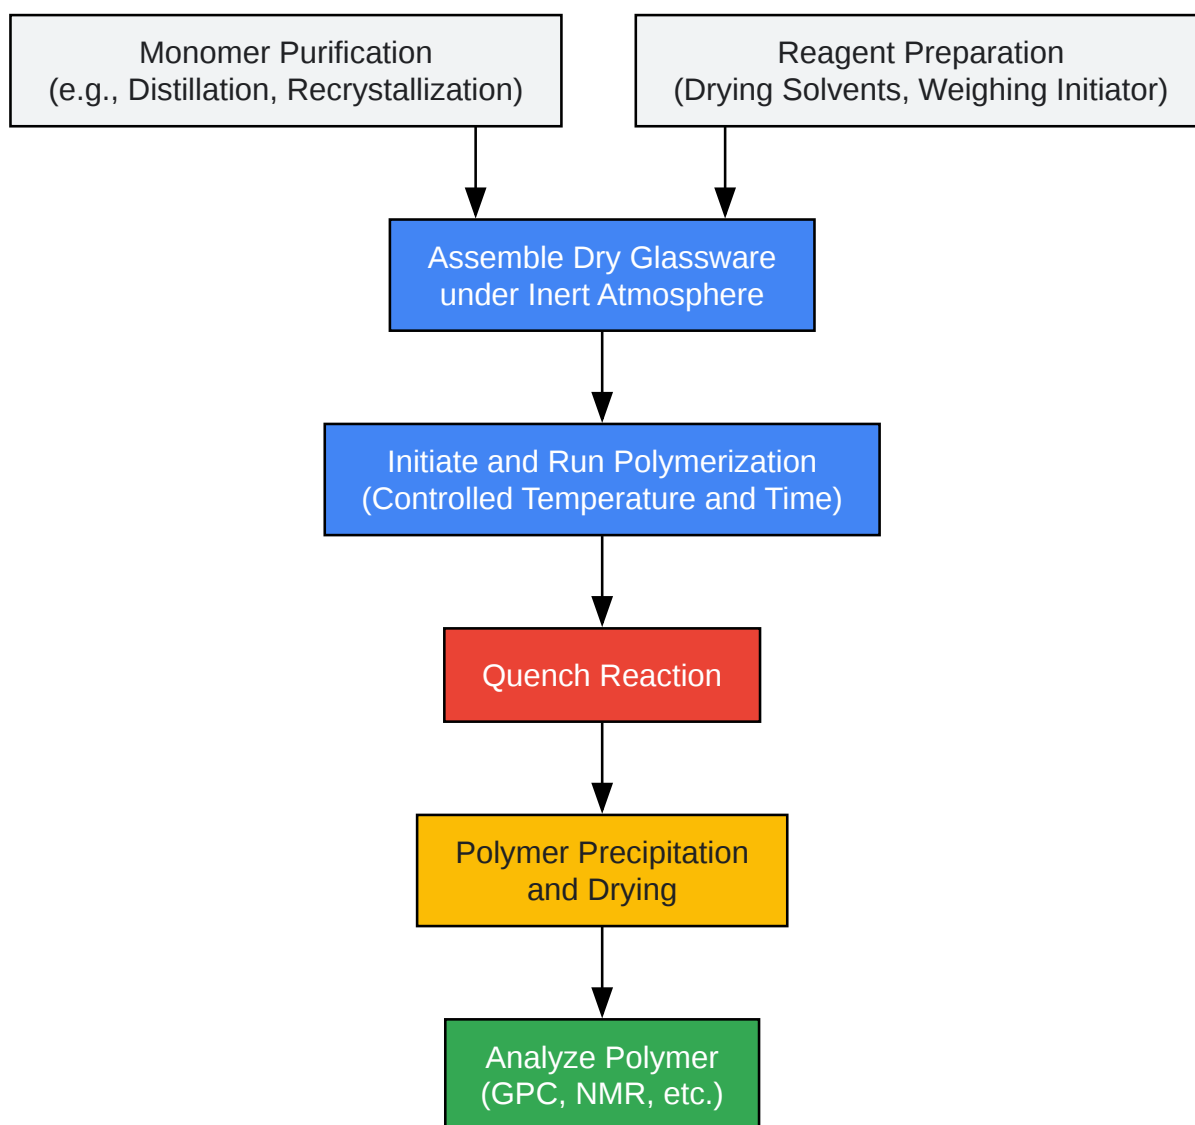 Monomer Purification
(e.g., Distillation, Recrystallization)
Reagent Preparation
(Drying Solvents, Weighing Initiator)
Assemble Dry Glassware
under Inert Atmosphere
Initiate and Run Polymerization
(Controlled Temperature and Time)
Quench Reaction
Polymer Precipitation
and Drying
Analyze Polymer
(GPC, NMR, etc.)